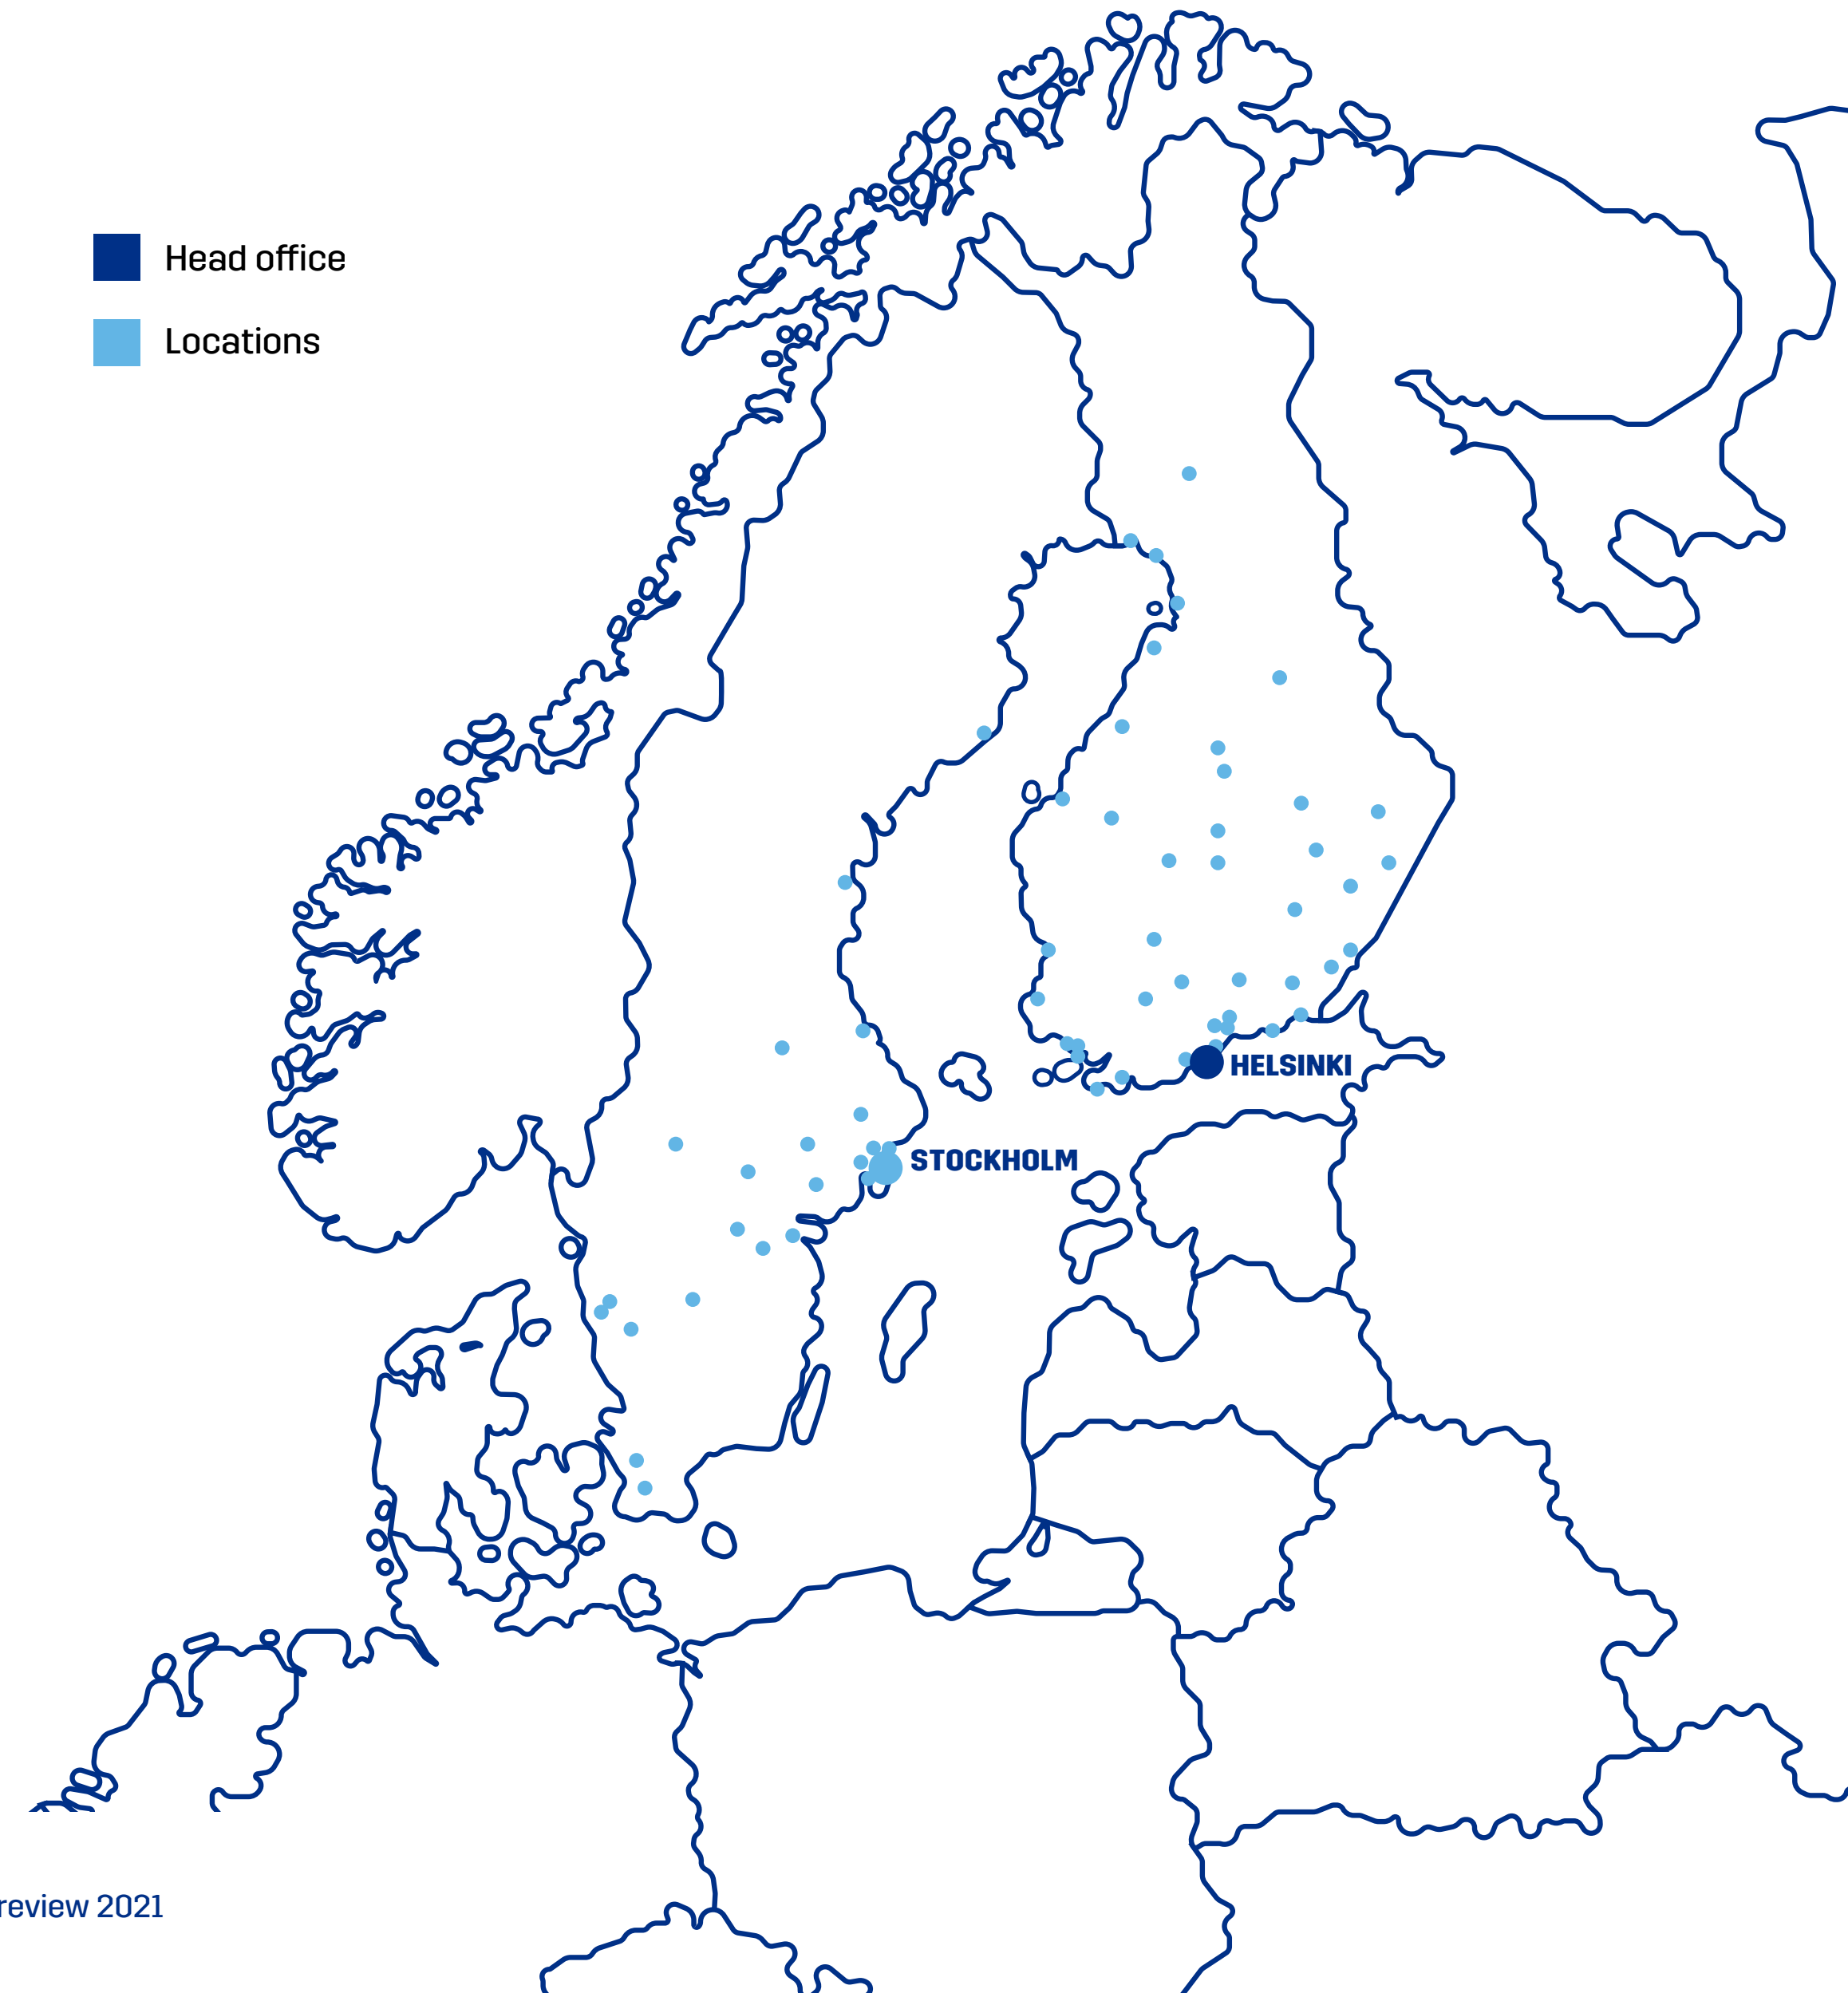 Head office
Locations
HELSINKI
STOCKHOLM
review 2021